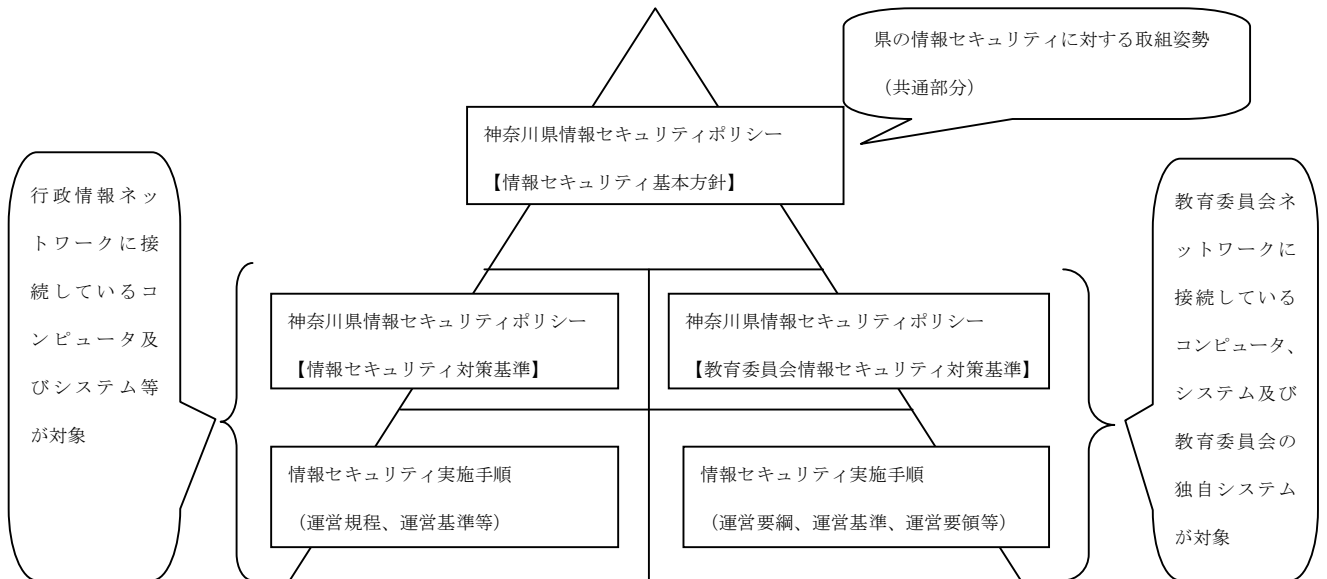 県の情報セキュリティに対する取組姿勢
（共通部分）
神奈川県情報セキュリティポリシー
【情報セキュリティ基本方針】
行政情報ネッ
トワークに接
続しているコ
ンピュータ及
びシステム等
が対象
神奈川県情報セキュリティポリシー
【情報セキュリティ対策基準】
神奈川県情報セキュリティポリシー
【教育委員会情報セキュリティ対策基準】
情報セキュリティ実施手順
（運営規程、運営基準等）
情報セキュリティ実施手順
（運営要綱、運営基準、運営要領等）
教育委員会ネ
ットワークに
接続している
コンピュータ、
システム及び
教育委員会の
独自システム
が対象